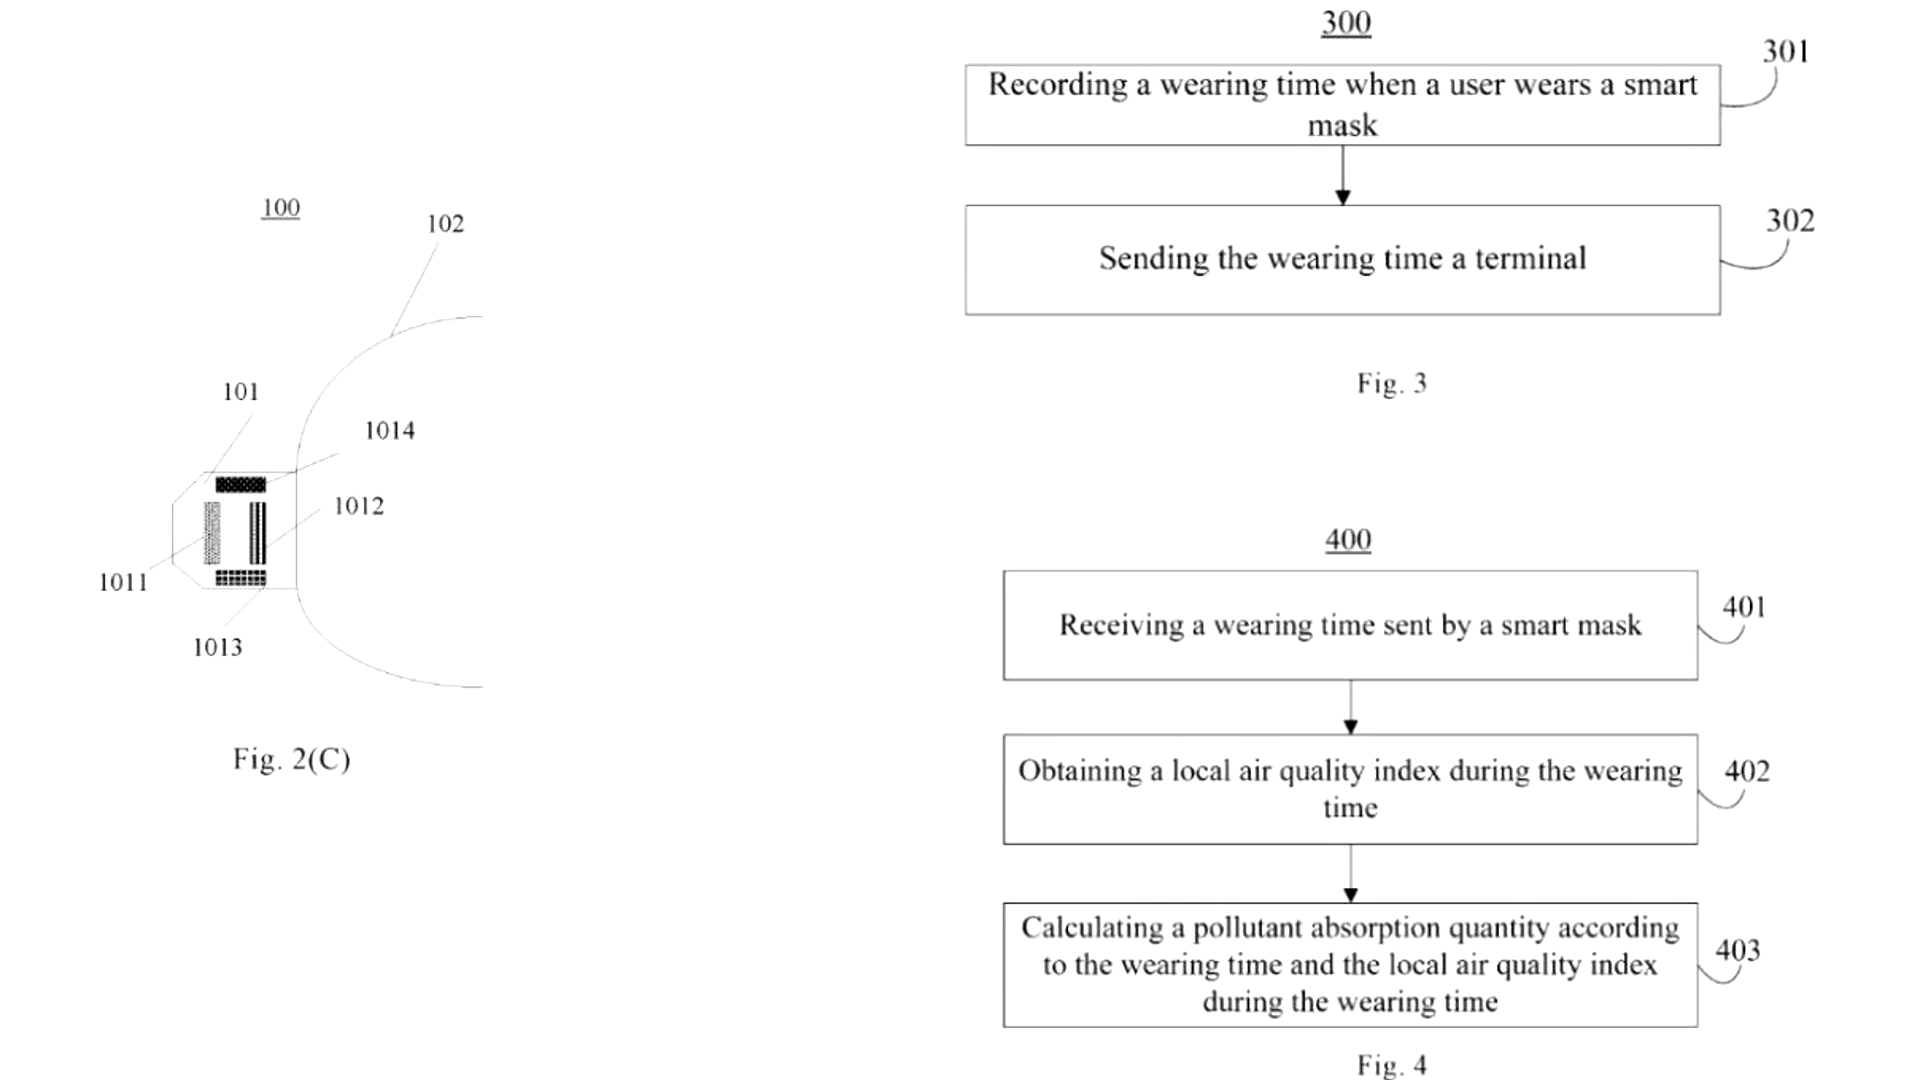 100
102
101
1014
1012
1011
1013
Fig. 2(C)
300
301
Recording a wearing time when a user wears a smart
mask
302
Sending the wearing time a terminal
Fig. 3
400
401
Receiving a wearing time sent by a smart mask
Obtaining a local air quality index during the wearing
time
402
Calculating a pollutant absorption quantity according
to the wearing time and the local air quality index
during the wearing time
403
Fig. 4